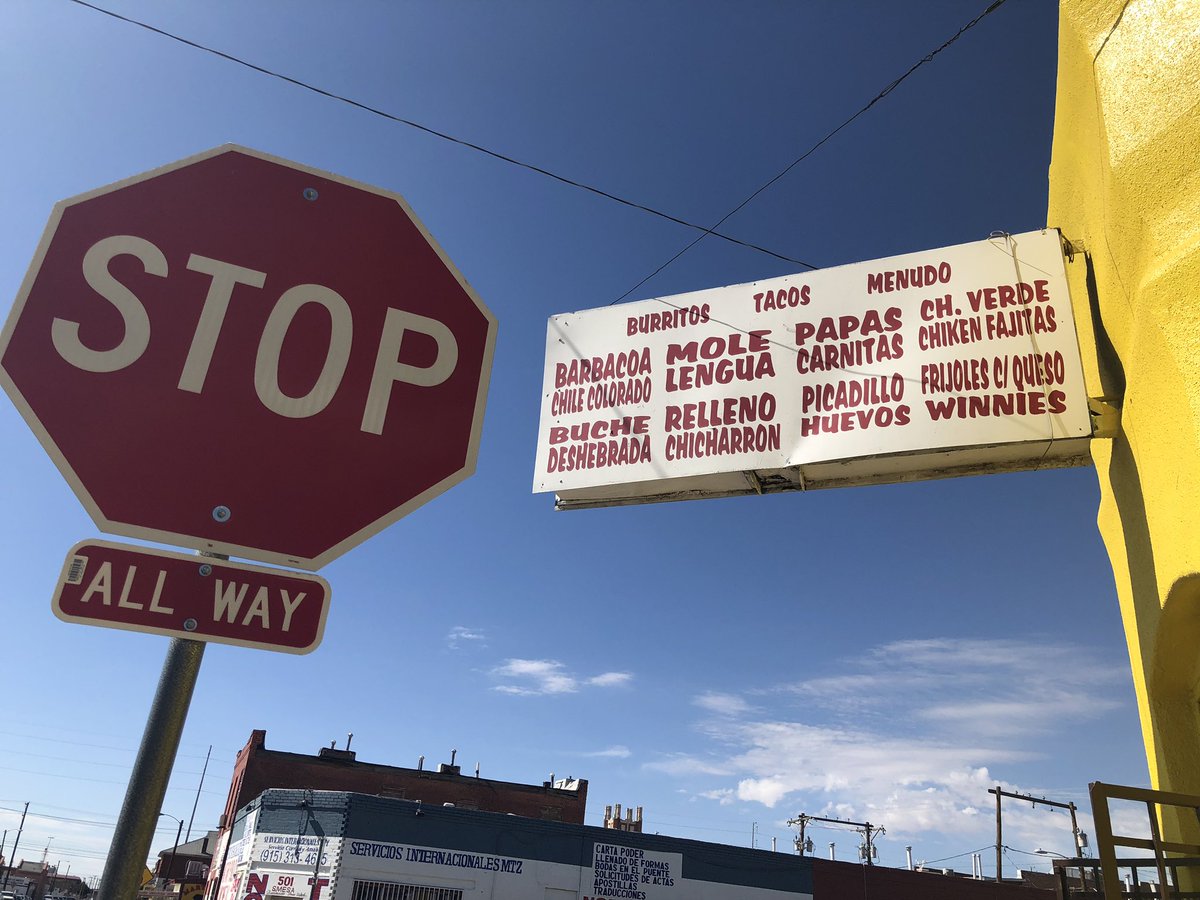 STOP
ALL WAY
BURRITOS TACOS MENUDO
BARBACOA
CHILE COLORADO
BUCHE
DESHEBRADA
MOLE
LENGUA
RELLENO
CHICHARRON
PAPAS
CARNITAS
PICADILLO
HUEVOS
CH. VERDE
CHIKEN FAJITAS
FRIJOLES C/ QUESO
WINNIES
501
SMESA
SERVICIOS INTERNACIONALES MTZ
CARTA PODER
LLENADO DE FORMAS
BODAS EN EL PUENTE
SOLICITUDES DE ACTAS
APOSTILLAS
TRADUCCIONES